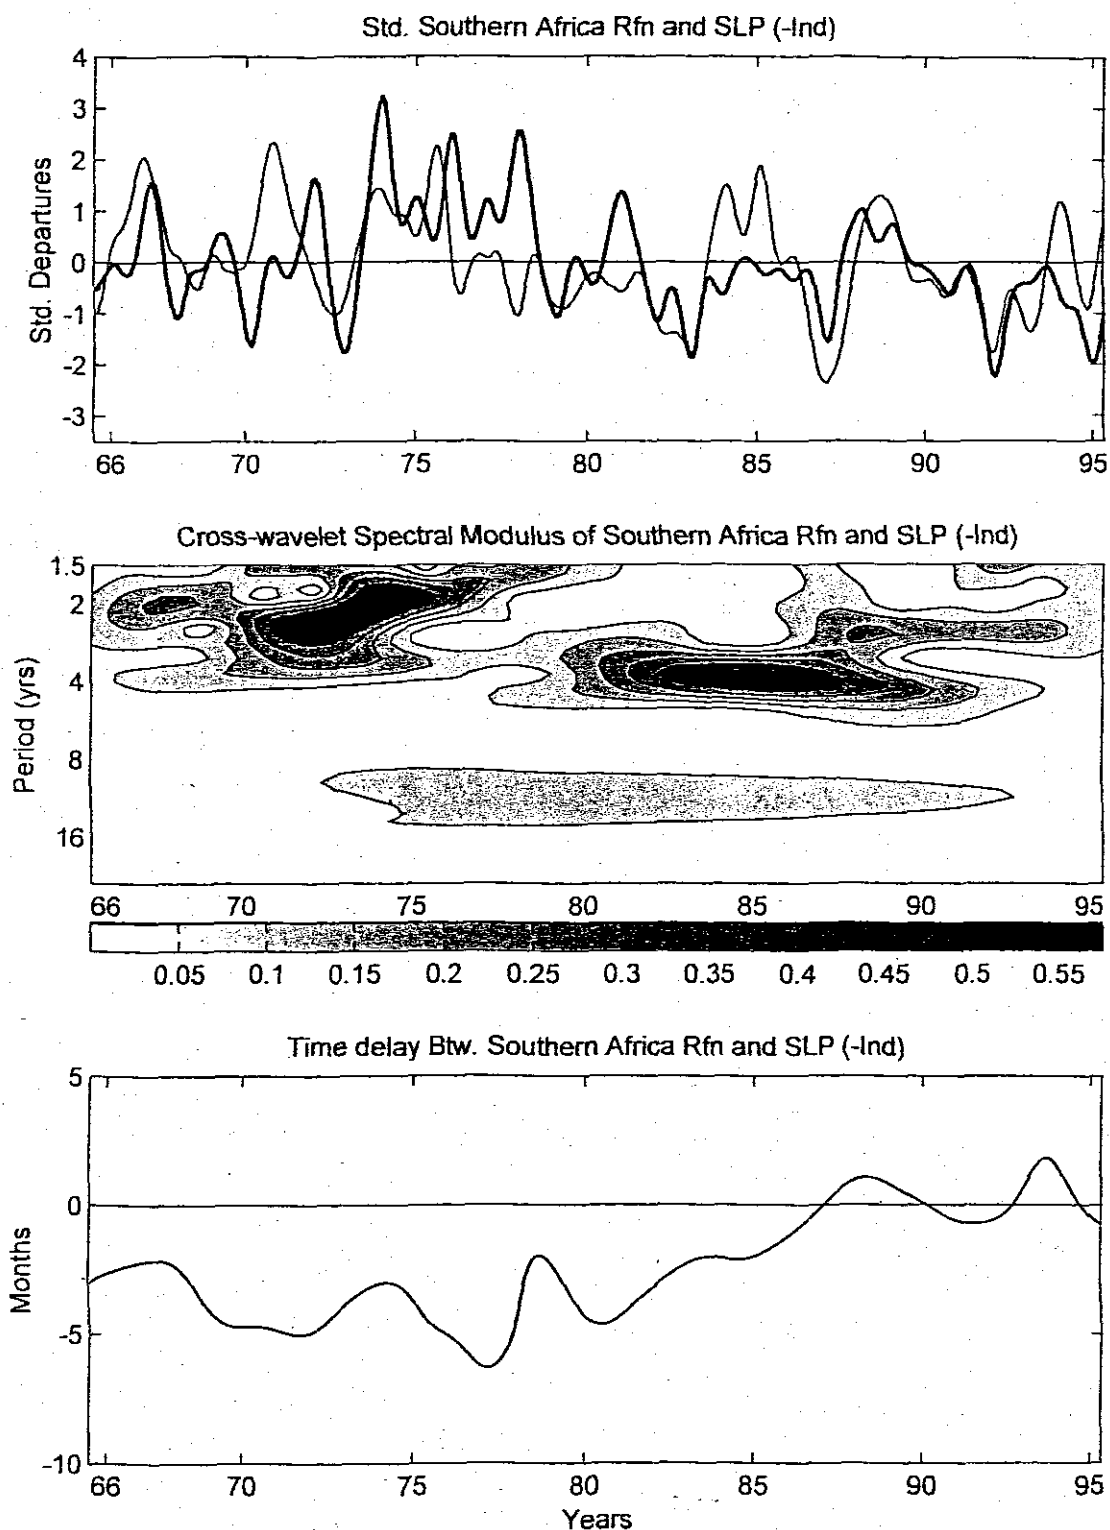 Std. Southern Africa Rfn and SLP (-Ind)
4
3
2
1
0
-1
-2
-3
Std. Departures
66 70 75 80 85 90 95
Cross-wavelet Spectral Modulus of Southern Africa Rfn and SLP (-Ind)
1.5
2
4
8
16
Period (yrs)
66 70 75 80 85 90 95
0.05 0.1 0.15 0.2 0.25 0.3 0.35 0.4 0.45 0.5 0.55
Time delay Btw. Southern Africa Rfn and SLP (-Ind)
5
0
-5
-10
Months
66 70 75 80 85 90 95
Years